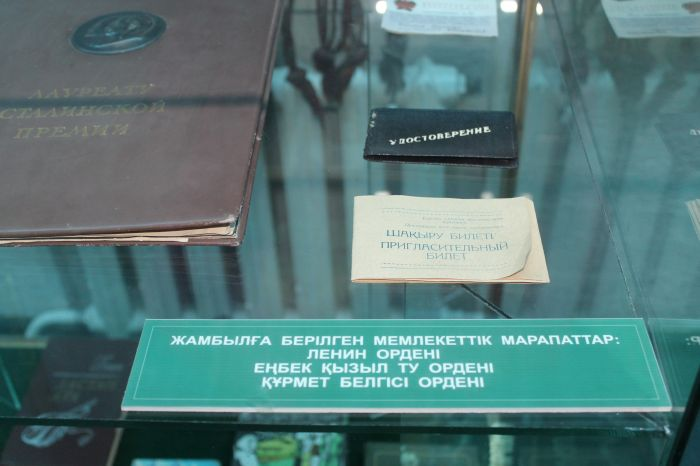 ЛАУРЕАТУ
СТАЛИНСКОЙ
ПРЕМИИ
УДОСТОВЕРЕНИЕ
ШАҚЫРУ БИЛЕТІ
ПРИГЛАСИТЕЛЬНЫЙ
БИЛЕТ
ЖАМБЫЛҒА БЕРІЛГЕН МЕМЛЕКЕТТІК МАРАПАТТАР:
ЛЕНИН ОРДЕНІ
ЕҢБЕК ҚЫЗЫЛ ТУ ОРДЕНІ
ҚҰРМЕТ БЕЛГІСІ ОРДЕНІ